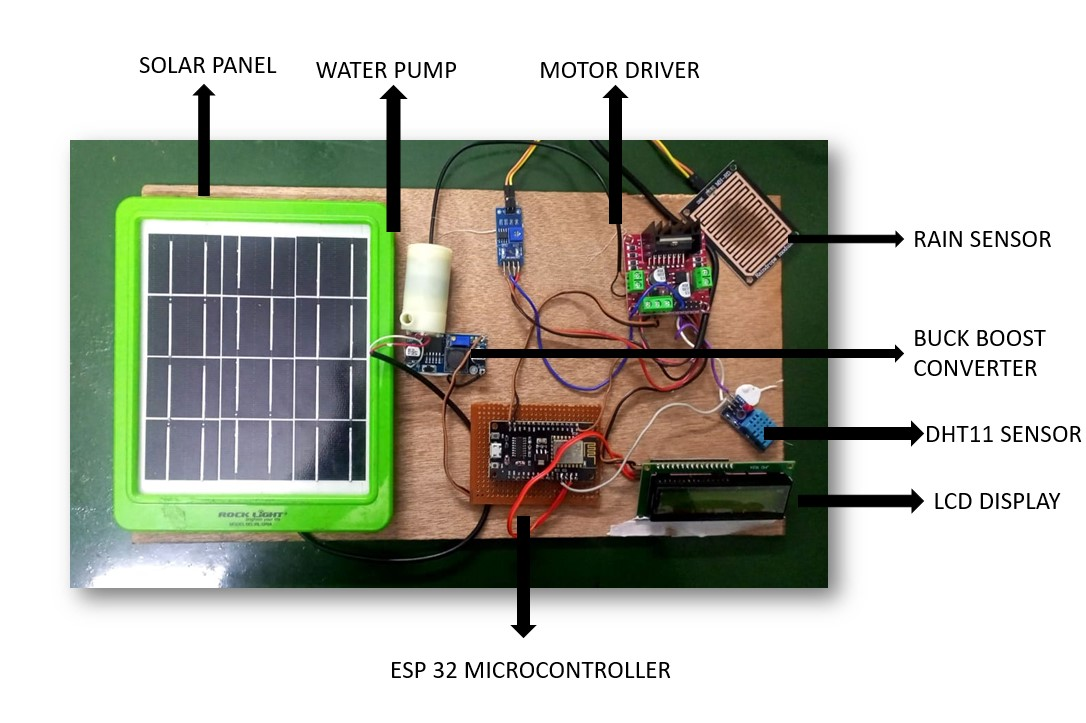 SOLAR PANEL
WATER PUMP
MOTOR DRIVER
RAIN SENSOR
BUCK BOOST
CONVERTER
DHT11 SENSOR
LCD DISPLAY
ROCK LIGHT
ESP 32 MICROCONTROLLER